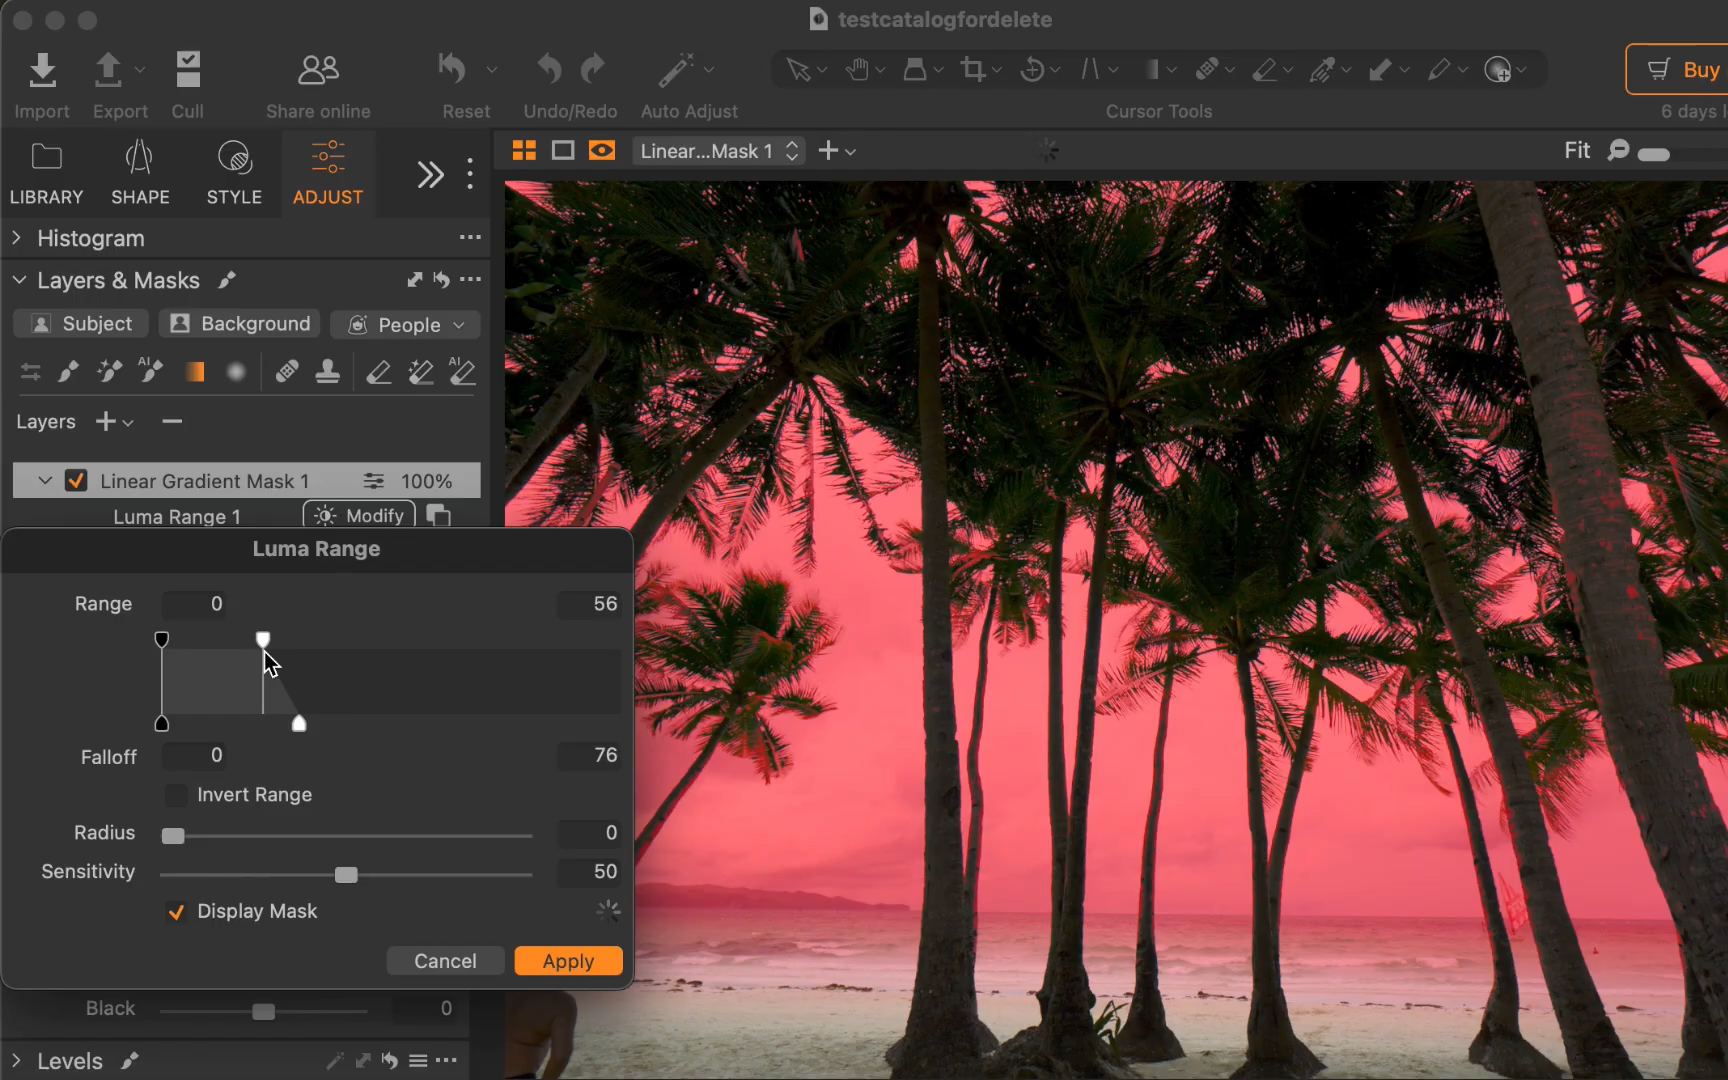 testcatalogfordelete
Import Export Cull Share online Reset Undo/Redo Auto Adjust Cursor Tools
Buy
6 days
LIBRARY SHAPE STYLE ADJUST
Linear...Mask 1
Fit
Histogram
Layers & Masks
Subject Background People
AI AI
Layers
Linear Gradient Mask 1 100%
Luma Range 1 Modify
Luma Range
Range 0 56
Falloff 0 76
Invert Range
Radius 0
Sensitivity 50
Display Mask
Cancel Apply
Black 0
Levels